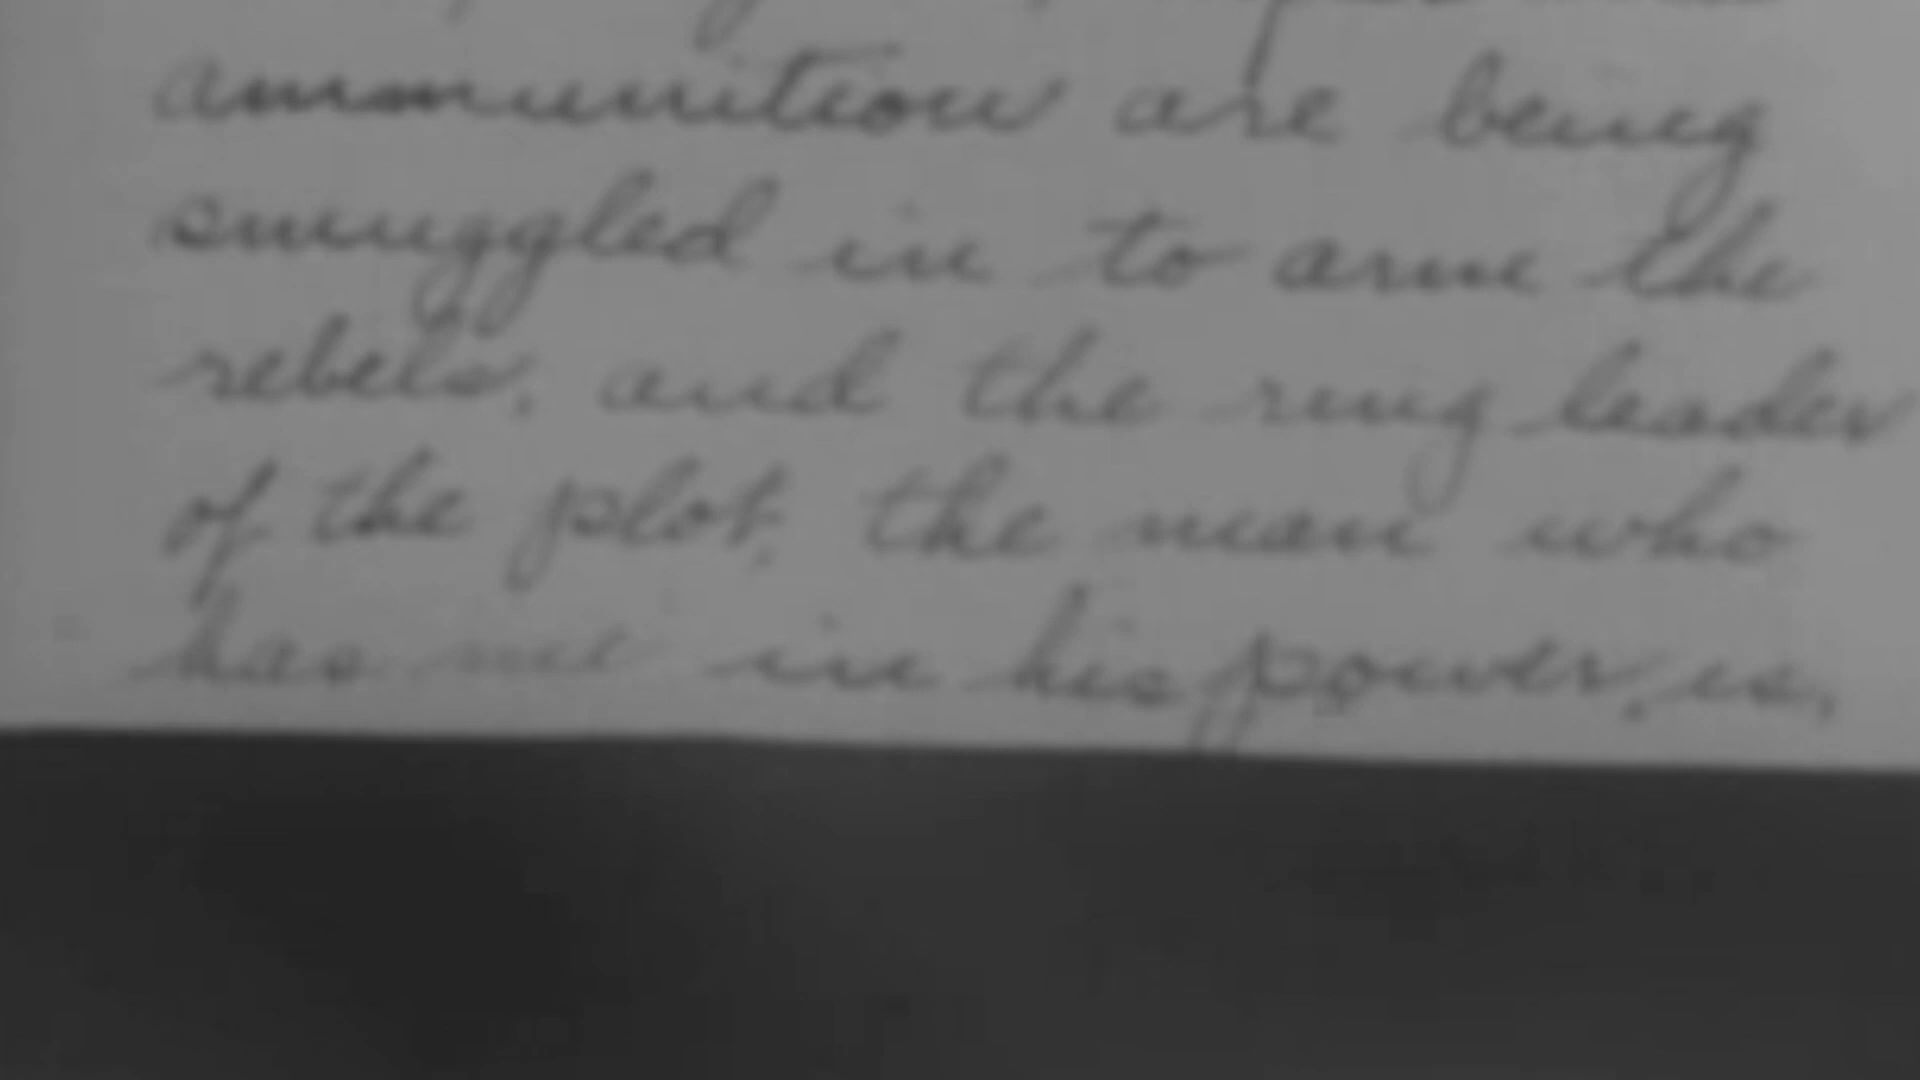 ammunition are being
smuggled in to arm the
rebels, and the ring leader
of the plot, the man who
has me in his power, is,